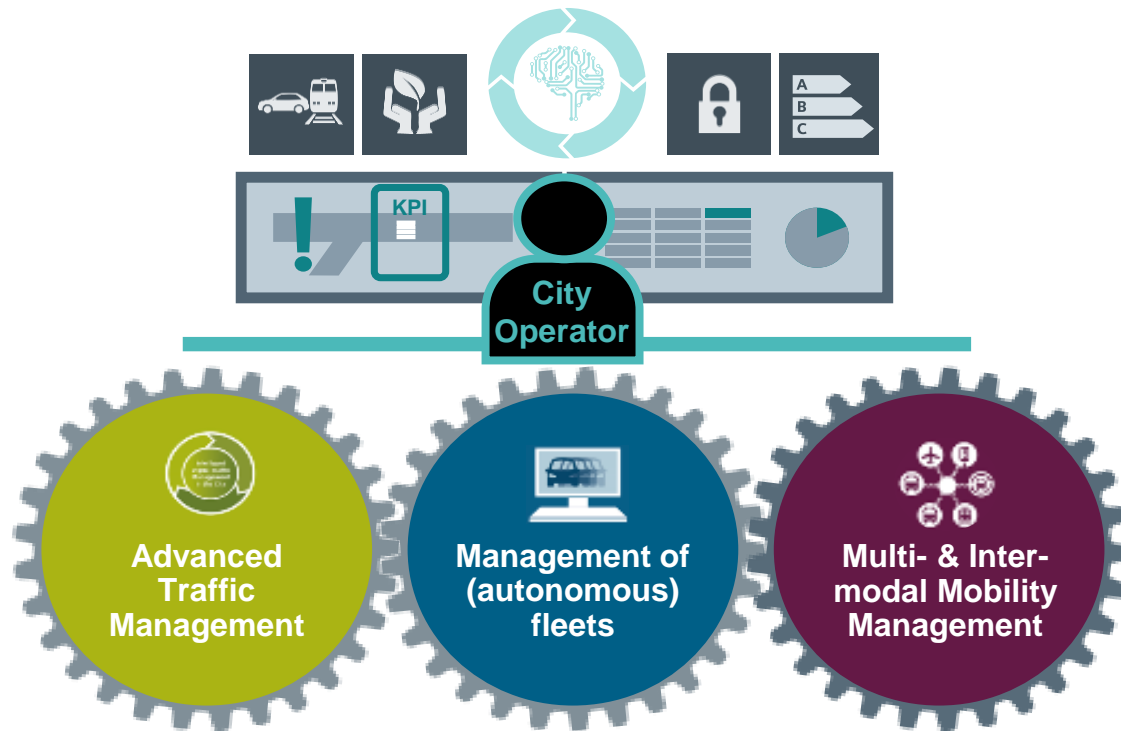 A
B
C
KPI
City
Operator
Advanced
Traffic
Management
Management of
(autonomous)
fleets
Multi- & Inter-
modal Mobility
Management